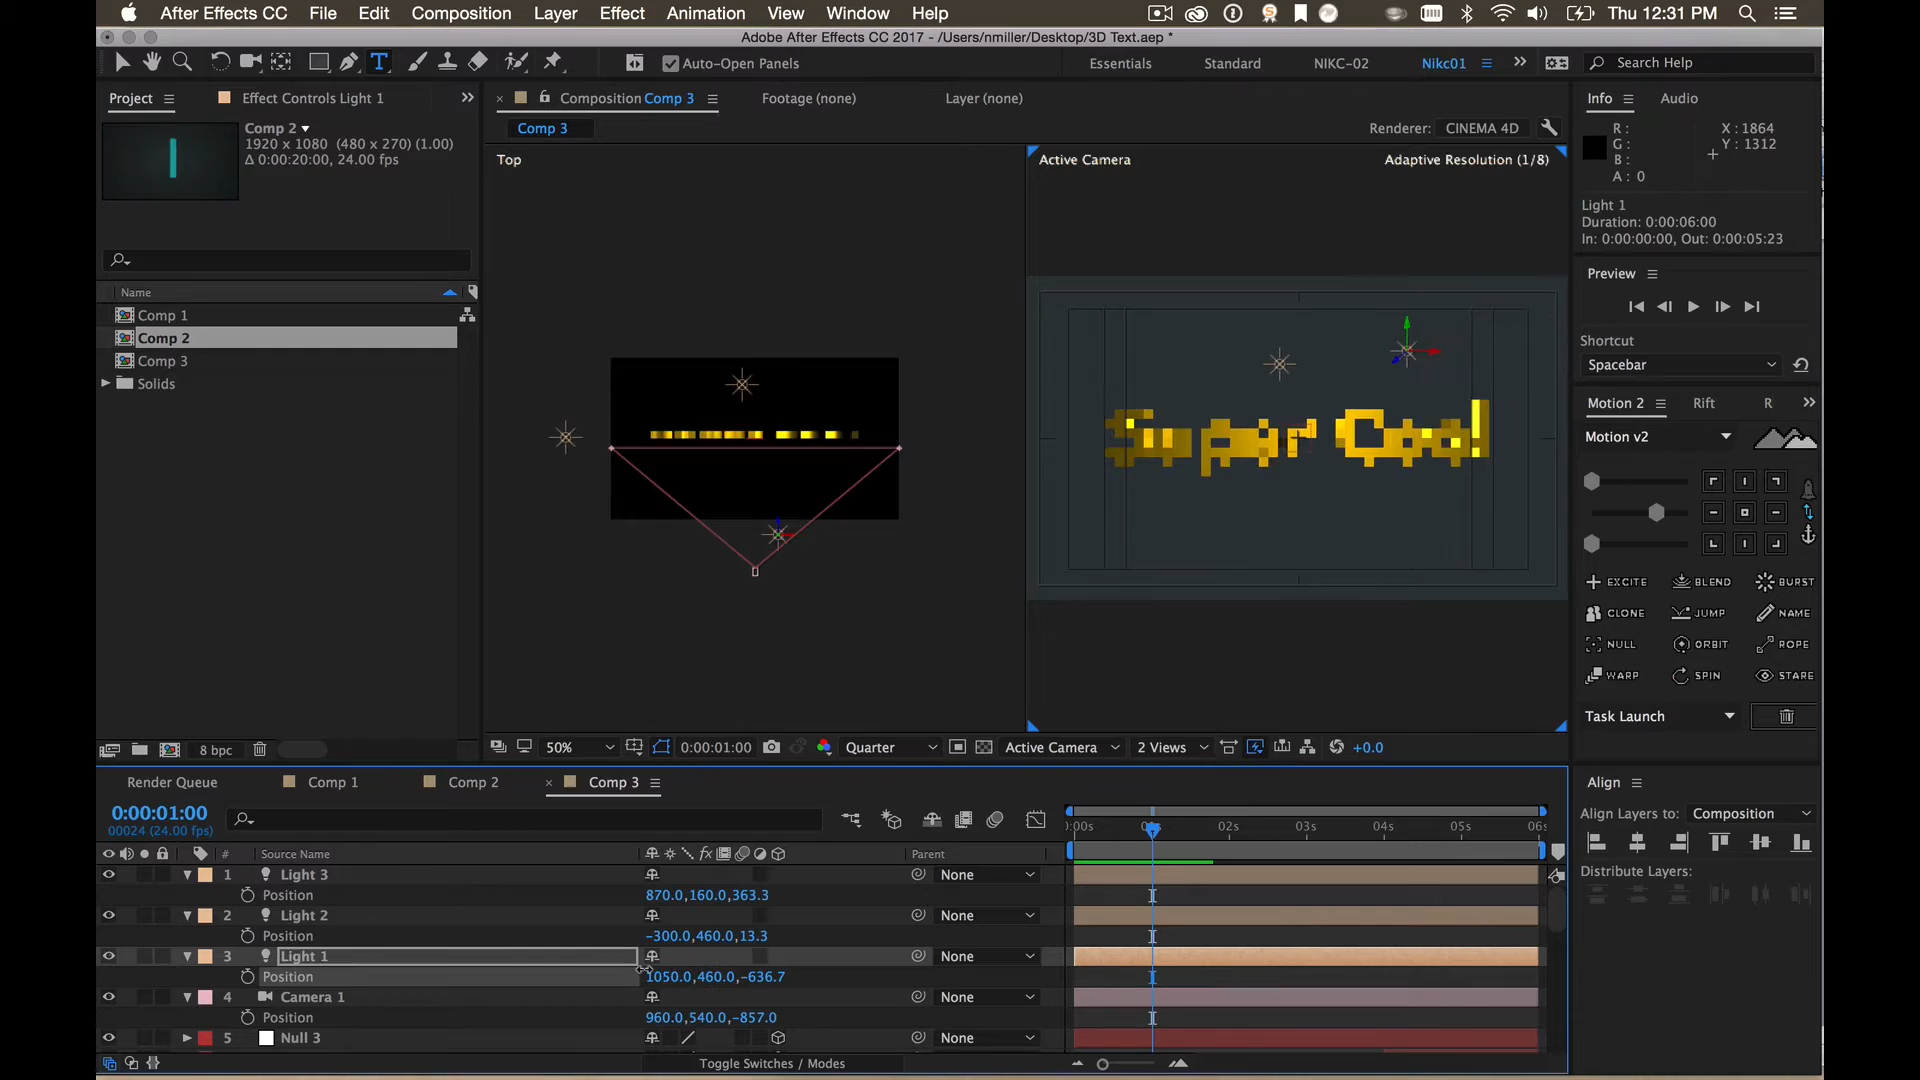 After Effects CC File Edit Composition Layer Effect Animation View Window Help Thu 12:31 PM
Adobe After Effects CC 2017 - /Users/nmiller/Desktop/3D Text.aep *
T Auto-Open Panels Essentials Standard NIKC-02 Nikc01 Search Help
Project Effect Controls Light 1 Composition Comp 3 Footage (none) Layer (none) Info Audio
Comp 2
1920 x 1080 (480 x 270) (1.00)
Δ 0:00:20:00, 24.00 fps
Comp 3 Renderer: CINEMA 4D
R: X: 1864
G: Y: 1312
B:
A: 0
Top Active Camera Adaptive Resolution (1/8)
Light 1
Duration: 0:00:06:00
In: 0:00:00:00, Out: 0:00:05:23
Preview
Name
Comp 1
Comp 2
Comp 3
Solids
Shortcut
Spacebar
Motion 2 Rift R
Motion v2
Super Cool
EXCITE BLEND BURST
CLONE JUMP NAME
NULL ORBIT ROPE
WARP SPIN STARE
Task Launch
8 bpc 50% 0:00:01:00 Quarter Active Camera 2 Views +0.0
Render Queue Comp 1 Comp 2 Comp 3 Align
0:00:01:00
00024 (24.00 fps)
:00s 02s 03s 04s 05s
Align Layers to: Composition
# Source Name fx Parent
Distribute Layers:
1 Light 3 None
Position 870.0,160.0,363.3
2 Light 2 None
Position -300.0,460.0,13.3
3 Light 1 None
Position 1050.0,460.0,-636.7
4 Camera 1 None
Position 960.0,540.0,-857.0
5 Null 3 None
Toggle Switches / Modes